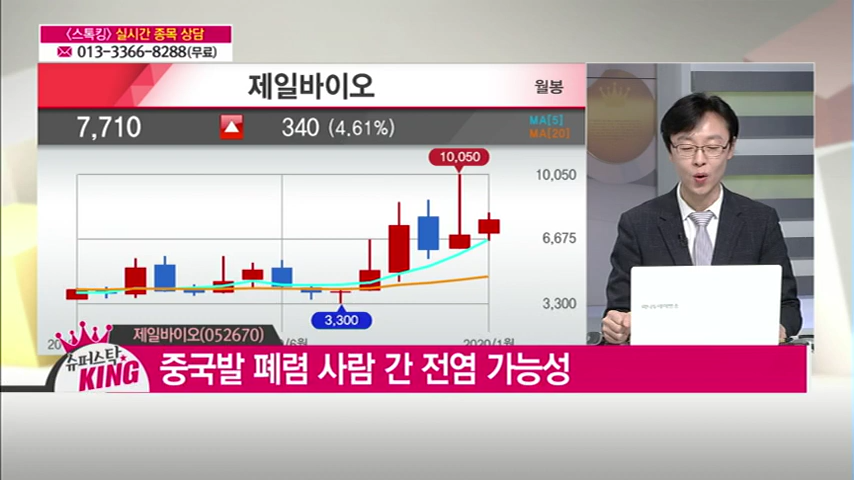 〈스톡킹〉 실시간 종목 상담
013-3366-8288(무료)
제일바이오
월봉
7,710
340 (4.61%)
MA[5]
MA[20]
10,050
10,050
6,675
3,300
3,300
20
/6월
2020/1월
제일바이오(052670)
슈퍼스탁
KING
중국발 폐렴 사람 간 전염 가능성